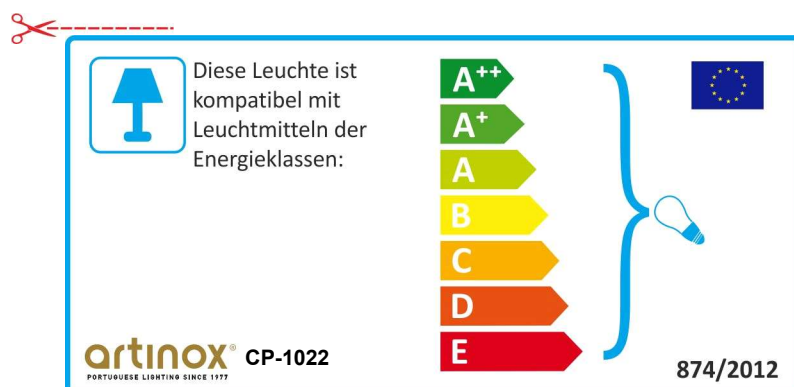 Diese Leuchte ist
kompatibel mit
Leuchtmitteln der
Energieklassen:
A++
A+
A
B
C
D
E
artinox® CP-1022
PORTUGUESE LIGHTING SINCE 1977
874/2012